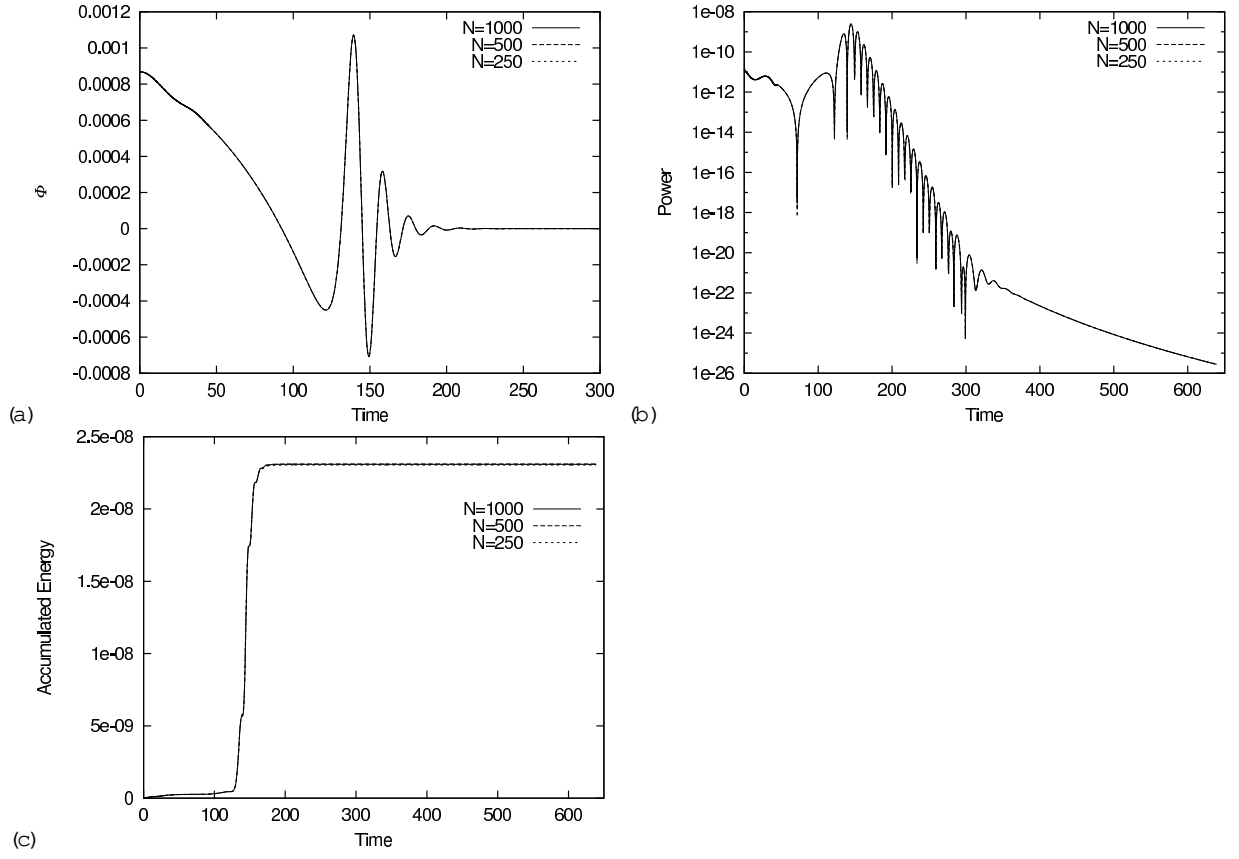 0.0012
0.001
0.0008
0.0006
0.0004
0.0002
0
-0.0002
-0.0004
-0.0006
-0.0008
Φ
0 50 100 150 200 250 300
Time
N=1000
N=500
N=250
(a)
1e-08
1e-10
1e-12
1e-14
1e-16
1e-18
1e-20
1e-22
1e-24
1e-26
Power
0 100 200 300 400 500 600
Time
N=1000
N=500
N=250
(b)
2.5e-08
2e-08
1.5e-08
1e-08
5e-09
0
Accumulated Energy
0 100 200 300 400 500 600
Time
N=1000
N=500
N=250
(c)